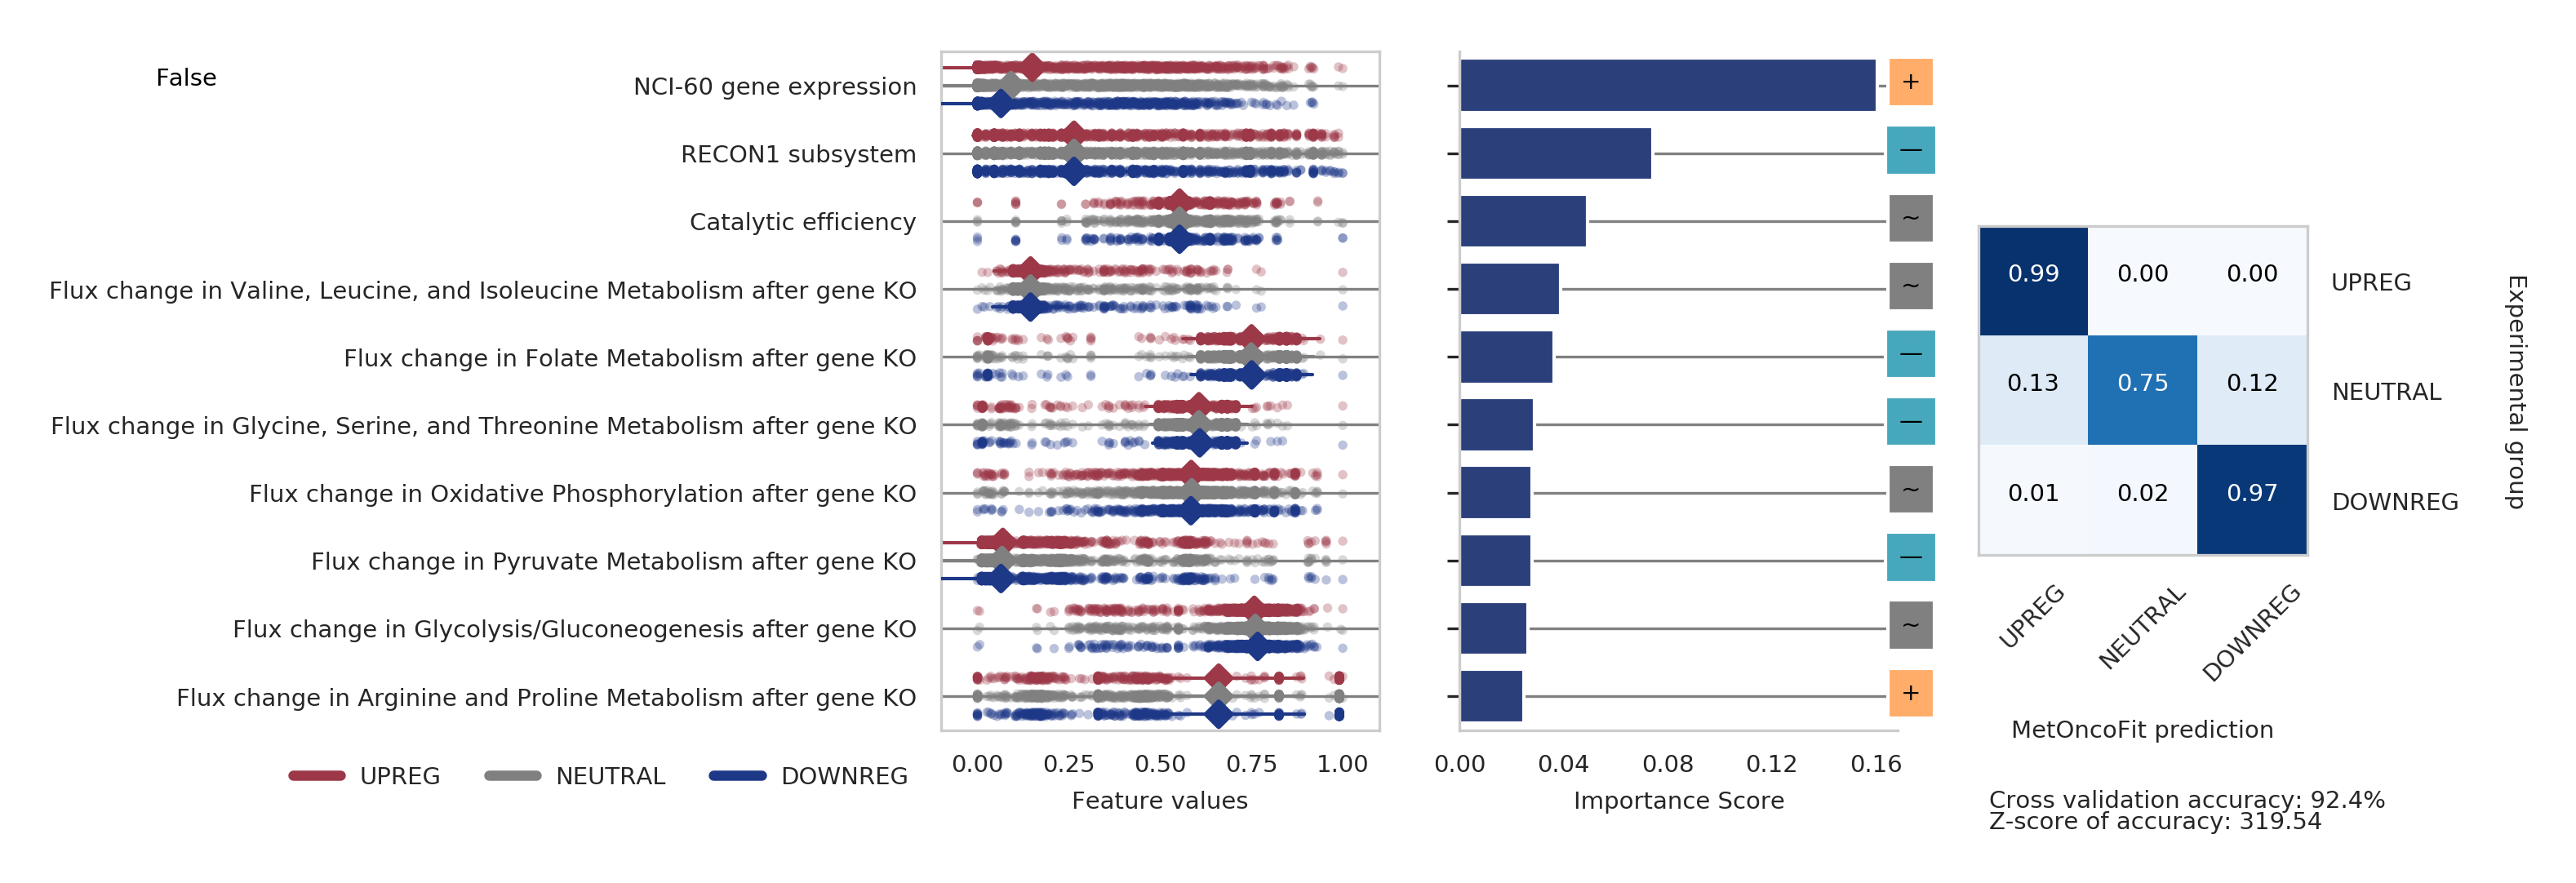 False
NCI-60 gene expression
RECON1 subsystem
Catalytic efficiency
Flux change in Valine, Leucine, and Isoleucine Metabolism after gene KO
Flux change in Folate Metabolism after gene KO
Flux change in Glycine, Serine, and Threonine Metabolism after gene KO
Flux change in Oxidative Phosphorylation after gene KO
Flux change in Pyruvate Metabolism after gene KO
Flux change in Glycolysis/Gluconeogenesis after gene KO
Flux change in Arginine and Proline Metabolism after gene KO
UPREG NEUTRAL DOWNREG
0.00 0.25 0.50 0.75 1.00
Feature values
+
—
~
~
—
—
~
—
~
+
0.00 0.04 0.08 0.12 0.16
Importance Score
0.99 0.00 0.00 UPREG
0.13 0.75 0.12 NEUTRAL
0.01 0.02 0.97 DOWNREG
Experimental group
UPREG NEUTRAL DOWNREG
MetOncoFit prediction
Cross validation accuracy: 92.4%
Z-score of accuracy: 319.54